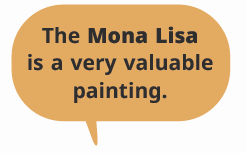 The Mona Lisa
is a very valuable
painting.